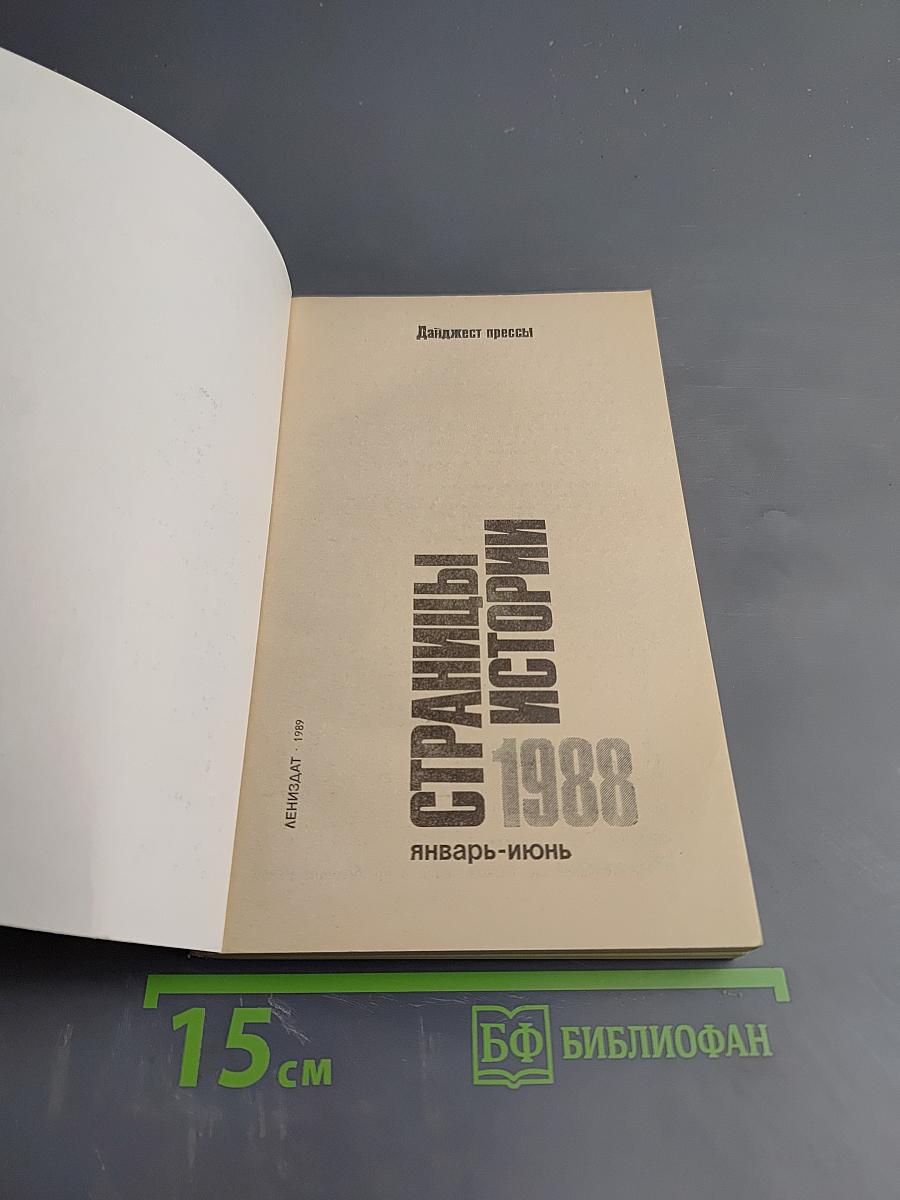 Дайджест прессы
СТРАНИЦЫ
ИСТОРИИ
1988
январь-июнь
ЛЕНИЗДАТ · 1989
15 см
БФ БИБЛИОФАН